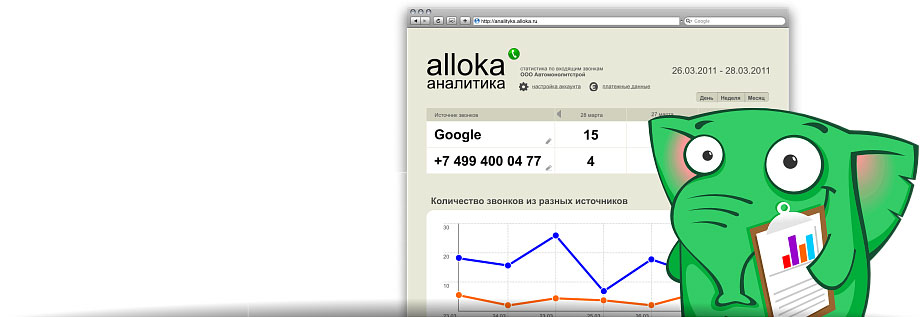 http://analityka.alloka.ru
Google
alloka
аналитика
статистика по входящим звонкам
ООО Автомонолитстрой
настройка аккаунта
платежные данные
26.03.2011 - 28.03.2011
День Неделя Месяц
Источник звонков
26 марта
27 марта
Google
15
+7 499 400 04 77
4
Количество звонков из разных источников
30
20
10